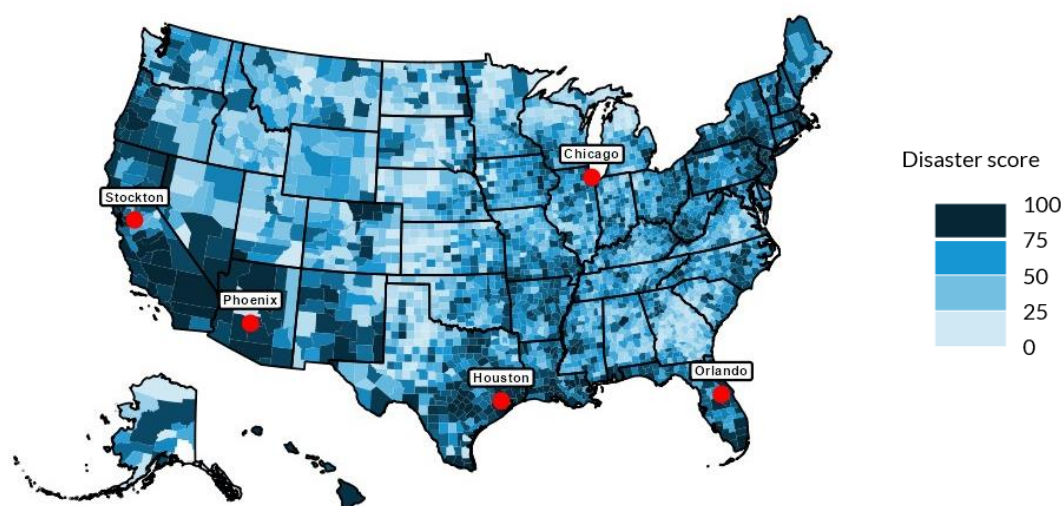 Chicago
Disaster score
Stockton
100
75
50
Phoenix
25
0
Houston
Orlando